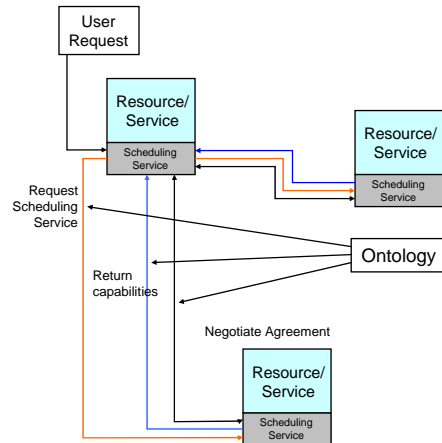 User
Request
Resource/
Service
Scheduling
Service
Resource/
Service
Scheduling
Service
Request
Scheduling
Service
Ontology
Return
capabilities
Negotiate Agreement
Resource/
Service
Scheduling
Service